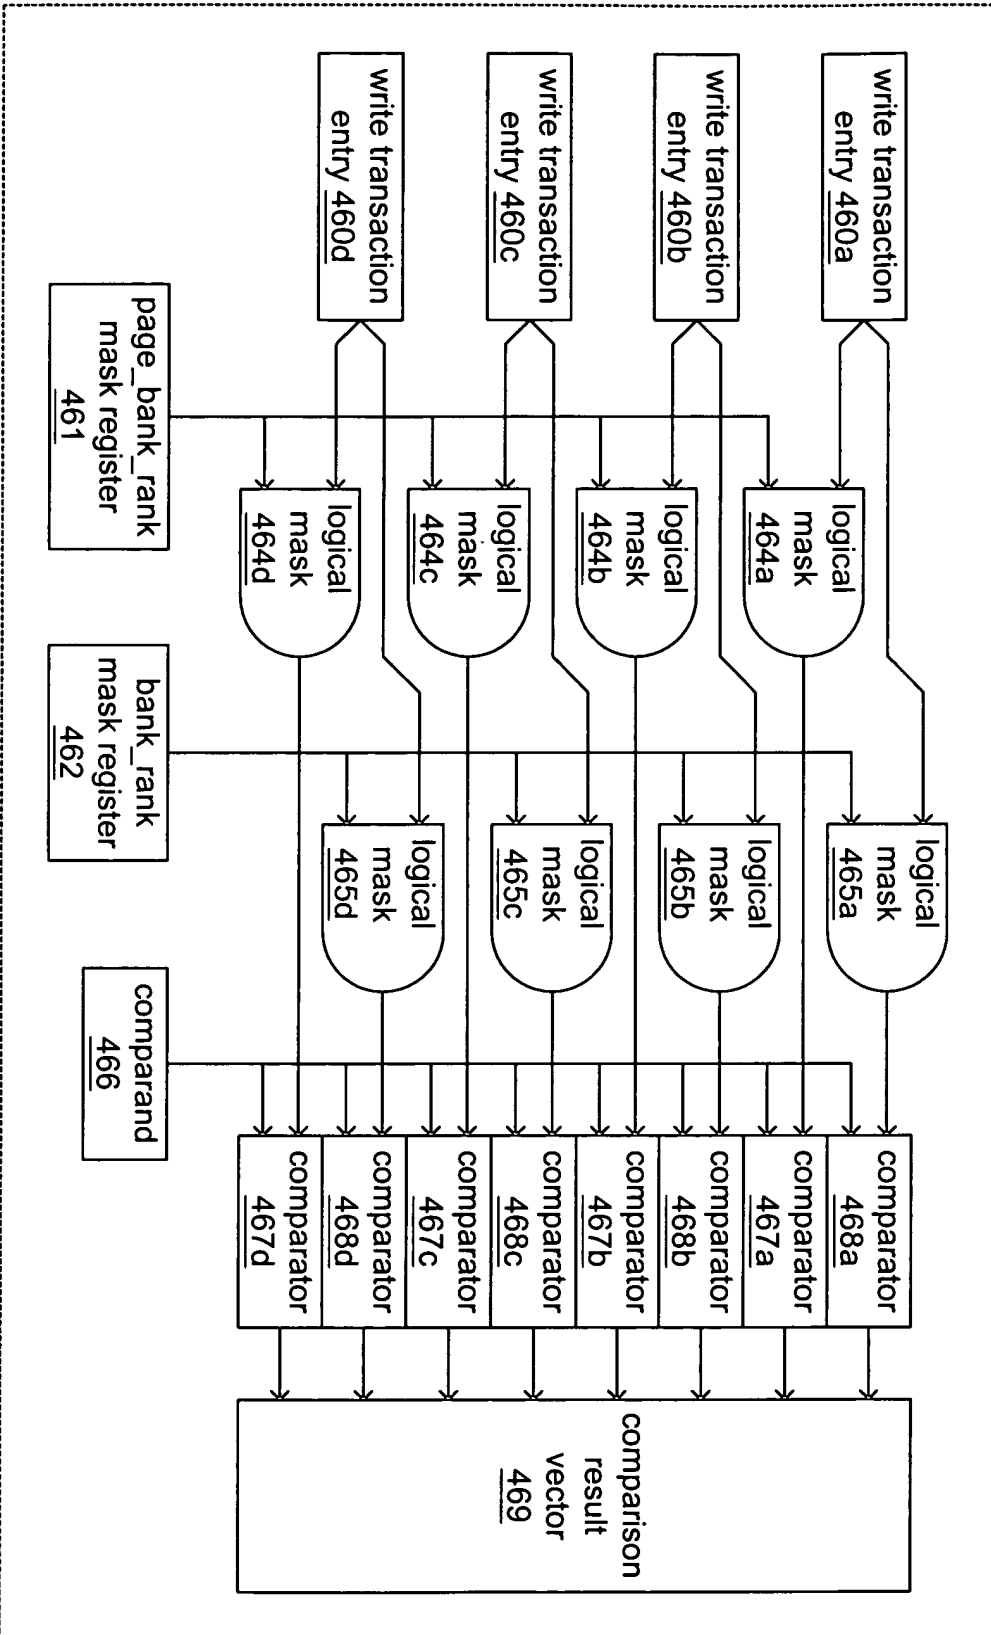 write transaction
entry 460a
write transaction
entry 460b
write transaction
entry 460c
write transaction
entry 460d
page_bank_rank
mask register
461
logical
mask
464a
logical
mask
464b
logical
mask
464c
logical
mask
464d
bank_rank
mask register
462
logical
mask
465a
logical
mask
465b
logical
mask
465c
logical
mask
465d
comparand
466
comparator
468a
comparator
467a
comparator
468b
comparator
467b
comparator
468c
comparator
467c
comparator
468d
comparator
467d
comparison
result
vector
469